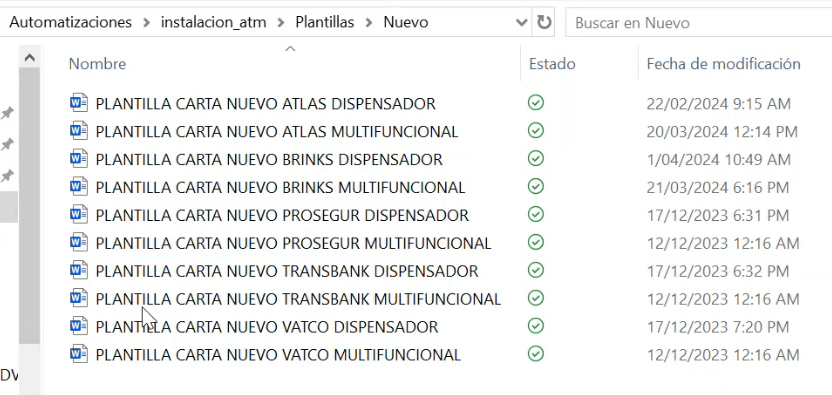 Automatizaciones > instalacion_atm > Plantillas > Nuevo Buscar en Nuevo
Nombre Estado Fecha de modificación
PLANTILLA CARTA NUEVO ATLAS DISPENSADOR 22/02/2024 9:15 AM
PLANTILLA CARTA NUEVO ATLAS MULTIFUNCIONAL 20/03/2024 12:14 PM
PLANTILLA CARTA NUEVO BRINKS DISPENSADOR 1/04/2024 10:49 AM
PLANTILLA CARTA NUEVO BRINKS MULTIFUNCIONAL 21/03/2024 6:16 PM
PLANTILLA CARTA NUEVO PROSEGUR DISPENSADOR 17/12/2023 6:31 PM
PLANTILLA CARTA NUEVO PROSEGUR MULTIFUNCIONAL 12/12/2023 12:16 AM
PLANTILLA CARTA NUEVO TRANSBANK DISPENSADOR 17/12/2023 6:32 PM
PLANTILLA CARTA NUEVO TRANSBANK MULTIFUNCIONAL 12/12/2023 12:16 AM
PLANTILLA CARTA NUEVO VATCO DISPENSADOR 17/12/2023 7:20 PM
PLANTILLA CARTA NUEVO VATCO MULTIFUNCIONAL 12/12/2023 12:16 AM